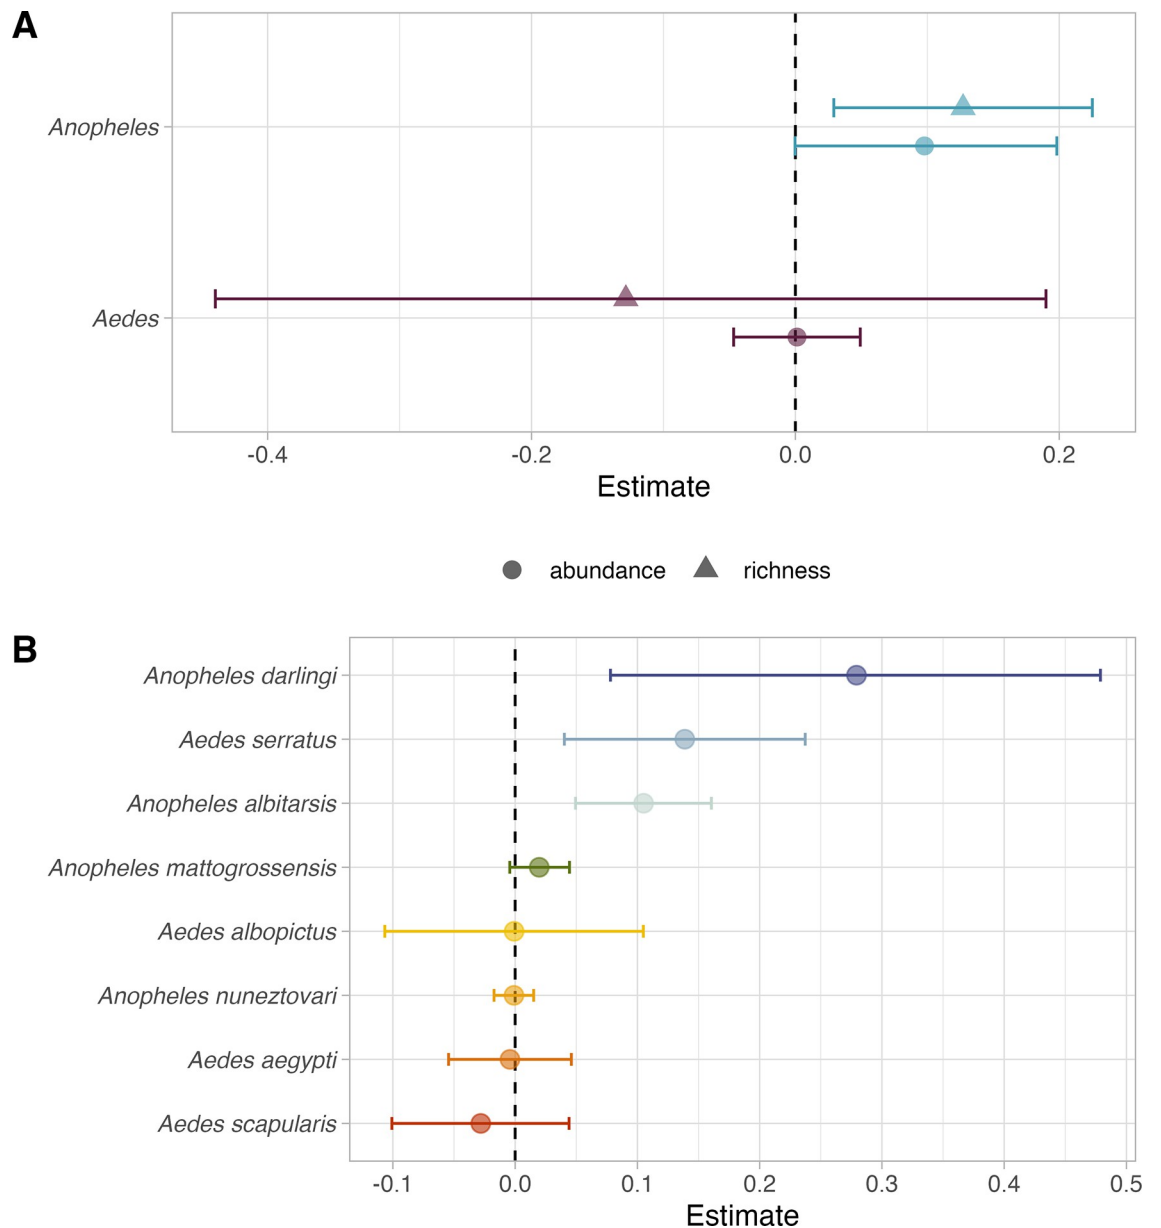 A
Anopheles
Aedes
-0.4 -0.2 0.0 0.2
Estimate
abundance richness
B
Anopheles darlingi
Aedes serratus
Anopheles albitarsis
Anopheles mattogrossensis
Aedes albopictus
Anopheles nuneztovari
Aedes aegypti
Aedes scapularis
-0.1 0.0 0.1 0.2 0.3 0.4 0.5
Estimate